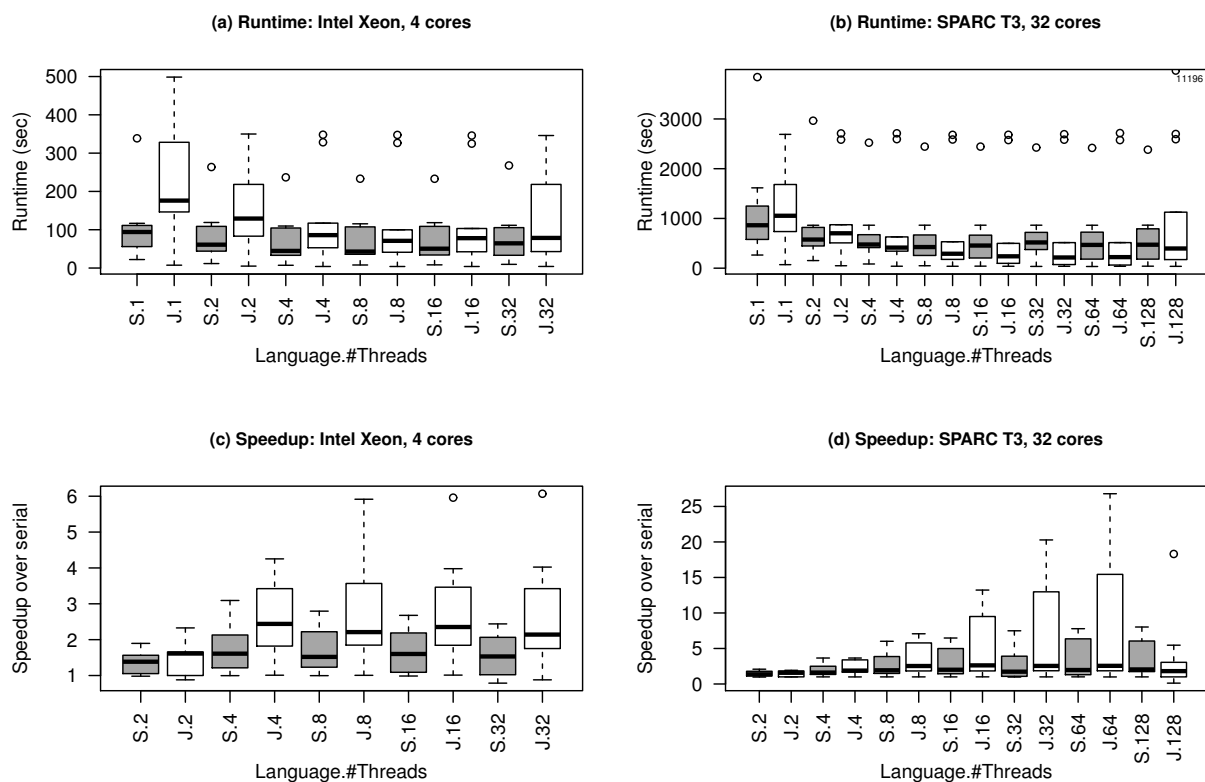 (a) Runtime: Intel Xeon, 4 cores
Runtime (sec)
500
400
300
200
100
0
S.1
J.1
S.2
J.2
S.4
J.4
S.8
J.8
S.16
J.16
S.32
J.32
Language.#Threads
(b) Runtime: SPARC T3, 32 cores
Runtime (sec)
11196
3000
2000
1000
0
S.1
J.1
S.2
J.2
S.4
J.4
S.8
J.8
S.16
J.16
S.32
J.32
S.64
J.64
S.128
J.128
Language.#Threads
(c) Speedup: Intel Xeon, 4 cores
Speedup over serial
6
5
4
3
2
1
S.2
J.2
S.4
J.4
S.8
J.8
S.16
J.16
S.32
J.32
Language.#Threads
(d) Speedup: SPARC T3, 32 cores
Speedup over serial
25
20
15
10
5
0
S.2
J.2
S.4
J.4
S.8
J.8
S.16
J.16
S.32
J.32
S.64
J.64
S.128
J.128
Language.#Threads